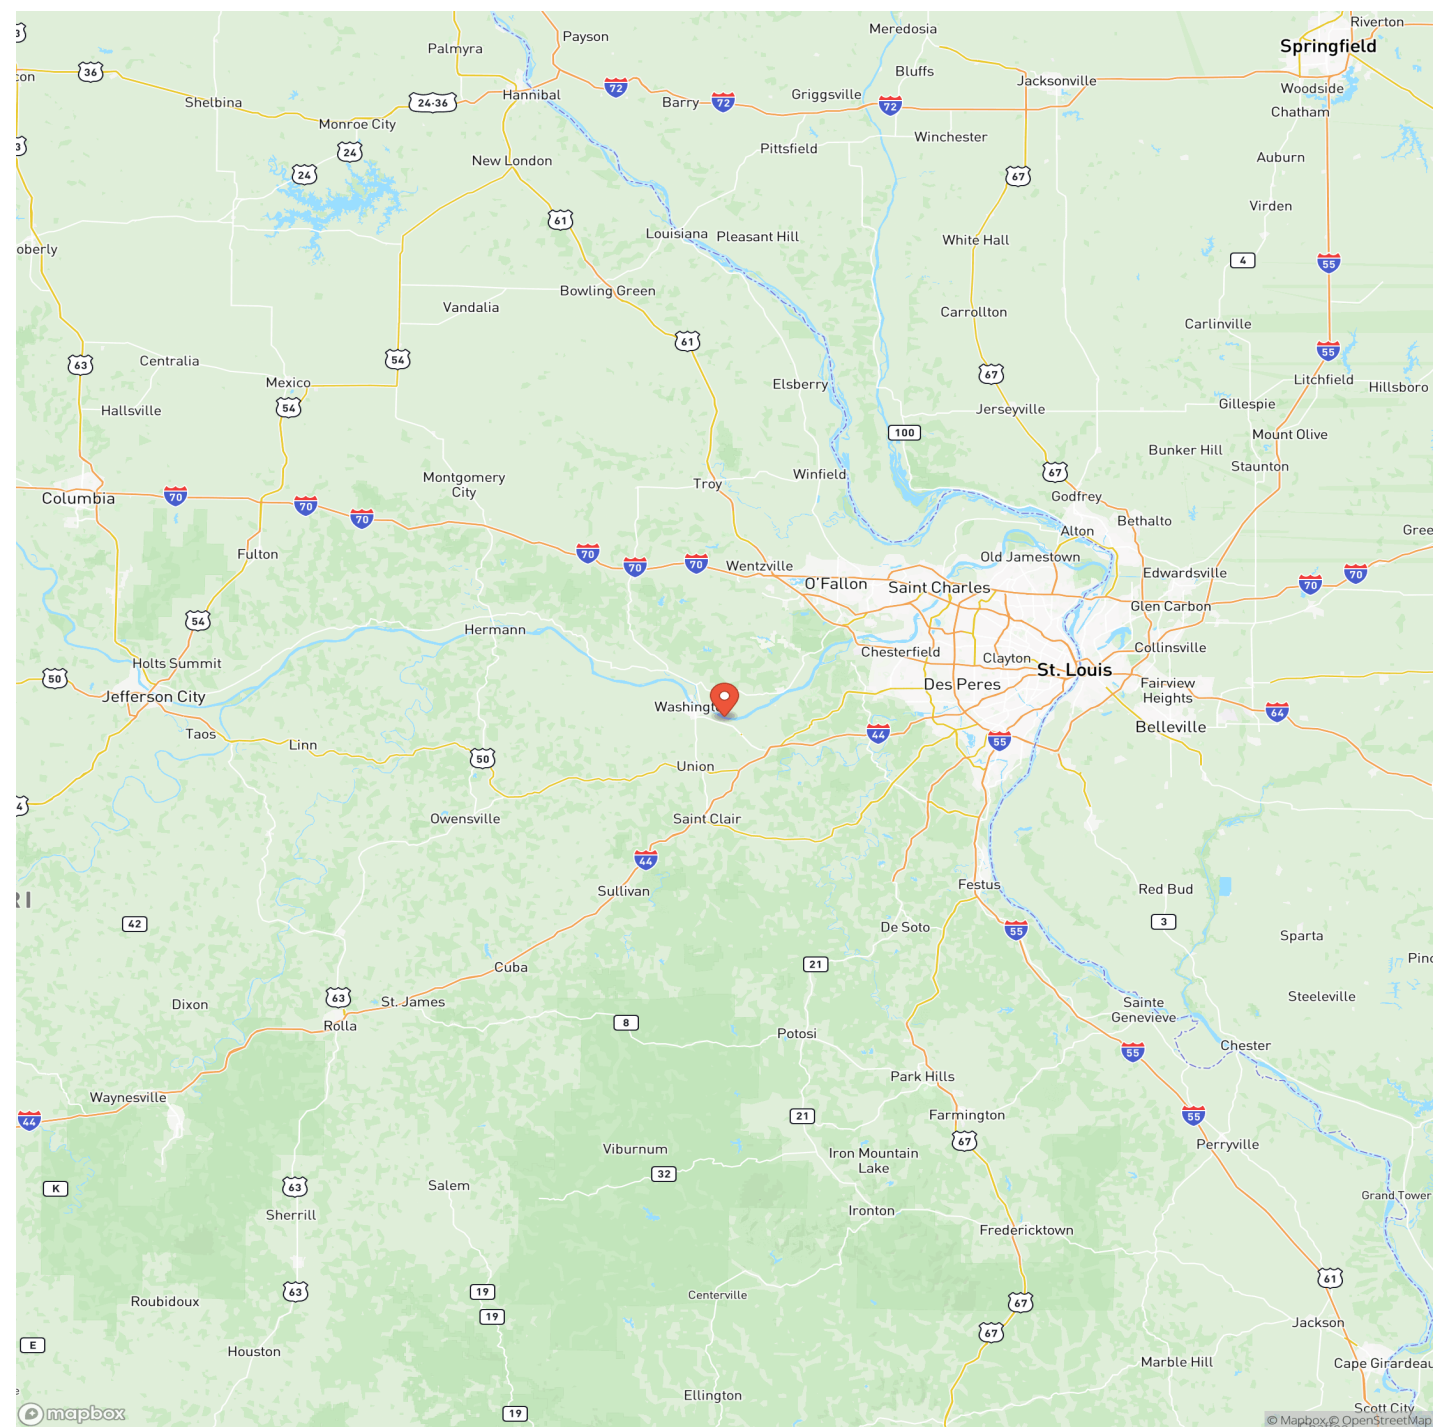 Riverton
Springfield
Meredosia
Payson
Palmyra
3
36
Bluffs
Jacksonville
72
Hannibal
24-36
Barry
72
Griggsville
72
Woodside
Shelbina
Chatham
Monroe City
Winchester
3
24
Pittsfield
Auburn
New London
24
67
Virden
61
Louisiana
Pleasant Hill
White Hall
oberly
4
55
Bowling Green
Vandalia
Carrollton
Carlinville
61
55
Centralia
63
54
Mexico
Elsberry
67
Litchfield
Hillsboro
54
Hallsville
Jerseyville
Gillespie
100
Mount Olive
Bunker Hill
Staunton
Montgomery
City
Winfield
67
Troy
Columbia
70
70
Godfrey
70
Bethalto
Alton
Gree
Fulton
70
70
70
Wentzville
Old Jamestown
Edwardsville
70
70
O'Fallon
Saint Charles
Glen Carbon
54
Hermann
Collinsville
Chesterfield
Clayton
Holts Summit
50
St. Louis
Jefferson City
Des Peres
Fairview
Heights
Washington
64
Belleville
Taos
44
55
Linn
50
Union
4
Owensville
Saint Clair
44
Festus
Red Bud
Sullivan
RI
42
De Soto
55
3
Sparta
21
Cuba
Pinc
63
St. James
Dixon
Steeleville
Sainte
Genevieve
8
Rolla
Potosi
Chester
55
Park Hills
Waynesville
44
21
Farmington
55
67
Perryville
Viburnum
Iron Mountain
Lake
32
K
63
Salem
Grand Tower
Sherrill
Ironton
Fredericktown
61
63
19
Centerville
67
Roubidoux
19
Jackson
67
E
Houston
Marble Hill
Cape Girardeau
Ellington
19
Scott City
mapbox
© Mapbox © OpenStreetMap